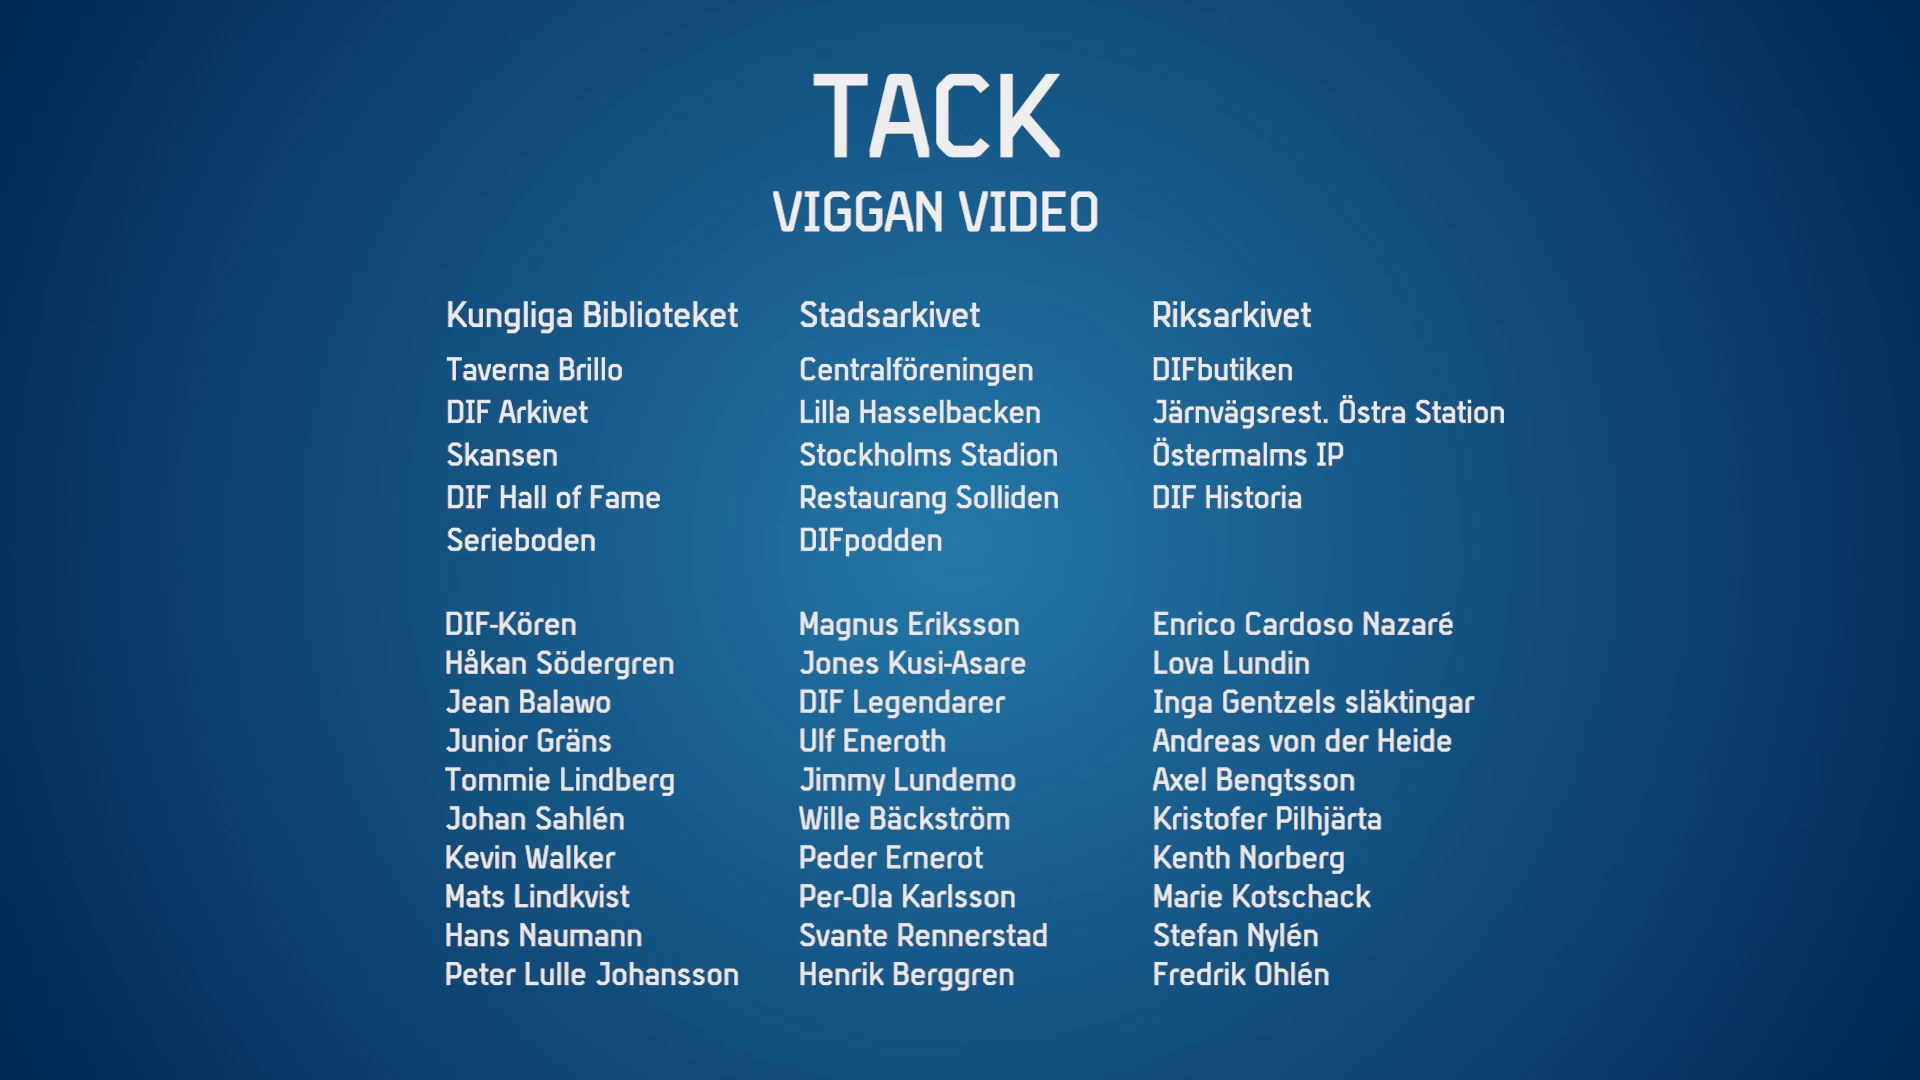 TACK
VIGGAN VIDEO
Kungliga Biblioteket
Taverna Brillo
DIF Arkivet
Skansen
DIF Hall of Fame
Serieboden
Stadsarkivet
Centralföreningen
Lilla Hasselbacken
Stockholms Stadion
Restaurang Solliden
DIFpodden
Riksarkivet
DIFbutiken
Järnvägsrest. Östra Station
Östermalms IP
DIF Historia
DIF-Kören
Håkan Södergren
Jean Balawo
Junior Gräns
Tommie Lindberg
Johan Sahlén
Kevin Walker
Mats Lindkvist
Hans Naumann
Peter Lulle Johansson
Magnus Eriksson
Jones Kusi-Asare
DIF Legendarer
Ulf Eneroth
Jimmy Lundemo
Wille Bäckström
Peder Ernerot
Per-Ola Karlsson
Svante Rennerstad
Henrik Berggren
Enrico Cardoso Nazaré
Lova Lundin
Inga Gentzels släktingar
Andreas von der Heide
Axel Bengtsson
Kristofer Pilhjärta
Kenth Norberg
Marie Kotschack
Stefan Nylén
Fredrik Ohlén